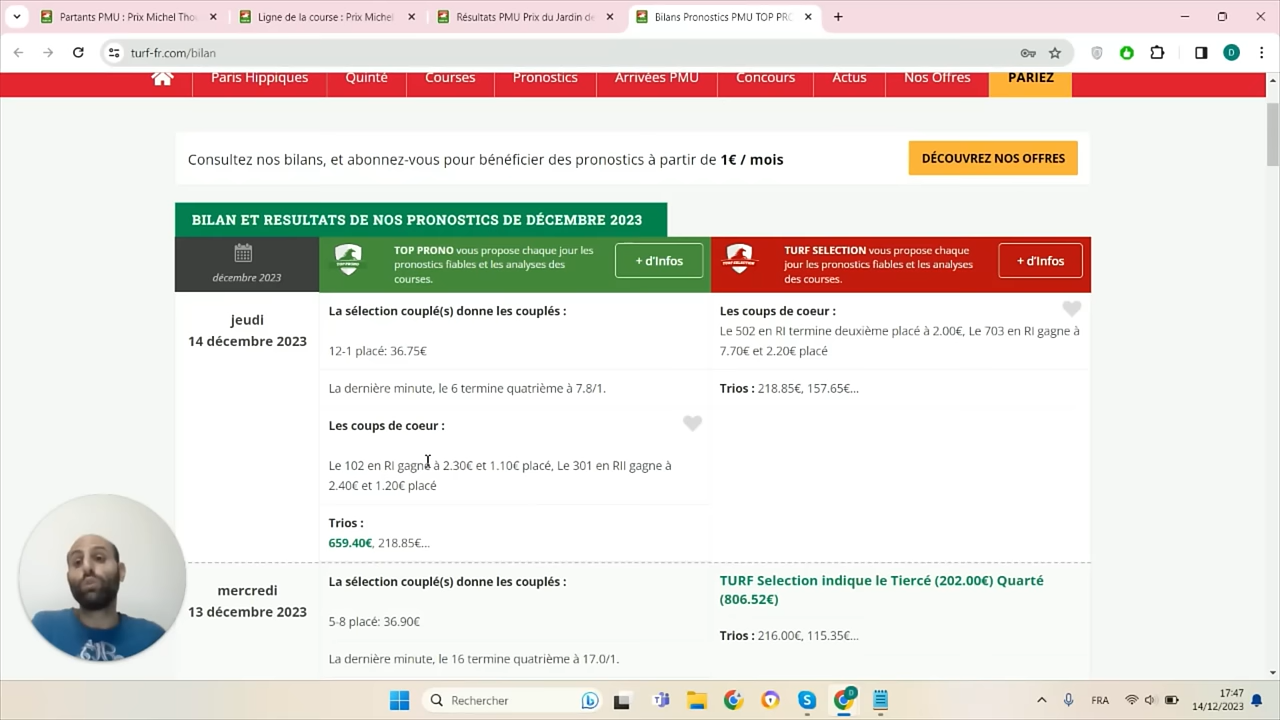 Partants PMU : Prix Michel Thou
Ligne de la course : Prix Michel
Résultats PMU Prix du Jardin de
Bilans Pronostics PMU TOP PRO
turf-fr.com/bilan
D
Paris Hippiques
Quinté
Courses
Pronostics
Arrivées PMU
Concours
Actus
Nos Offres
PARIEZ
Consultez nos bilans, et abonnez-vous pour bénéficier des pronostics à partir de 1€ / mois
DÉCOUVREZ NOS OFFRES
BILAN ET RESULTATS DE NOS PRONOSTICS DE DÉCEMBRE 2023
décembre 2023
TOP PRONO vous propose chaque jour les
pronostics fiables et les analyses des
courses.
+ d'Infos
TURF SELECTION vous propose chaque
jour les pronostics fiables et les analyses
des courses.
+ d'Infos
jeudi
14 décembre 2023
La sélection couplé(s) donne les couplés :
12-1 placé: 36.75€
La dernière minute, le 6 termine quatrième à 7.8/1.
Les coups de coeur :
Le 102 en RI gagne à 2.30€ et 1.10€ placé, Le 301 en RII gagne à
2.40€ et 1.20€ placé
Trios :
659.40€, 218.85€...
Les coups de coeur :
Le 502 en RI termine deuxième placé à 2.00€, Le 703 en RI gagne à
7.70€ et 2.20€ placé
Trios : 218.85€, 157.65€...
mercredi
13 décembre 2023
La sélection couplé(s) donne les couplés :
5-8 placé: 36.90€
La dernière minute, le 16 termine quatrième à 17.0/1.
TURF Selection indique le Tiercé (202.00€) Quarté
(806.52€)
Trios : 216.00€, 115.35€...
Rechercher
D
FRA
17:47
14/12/2023